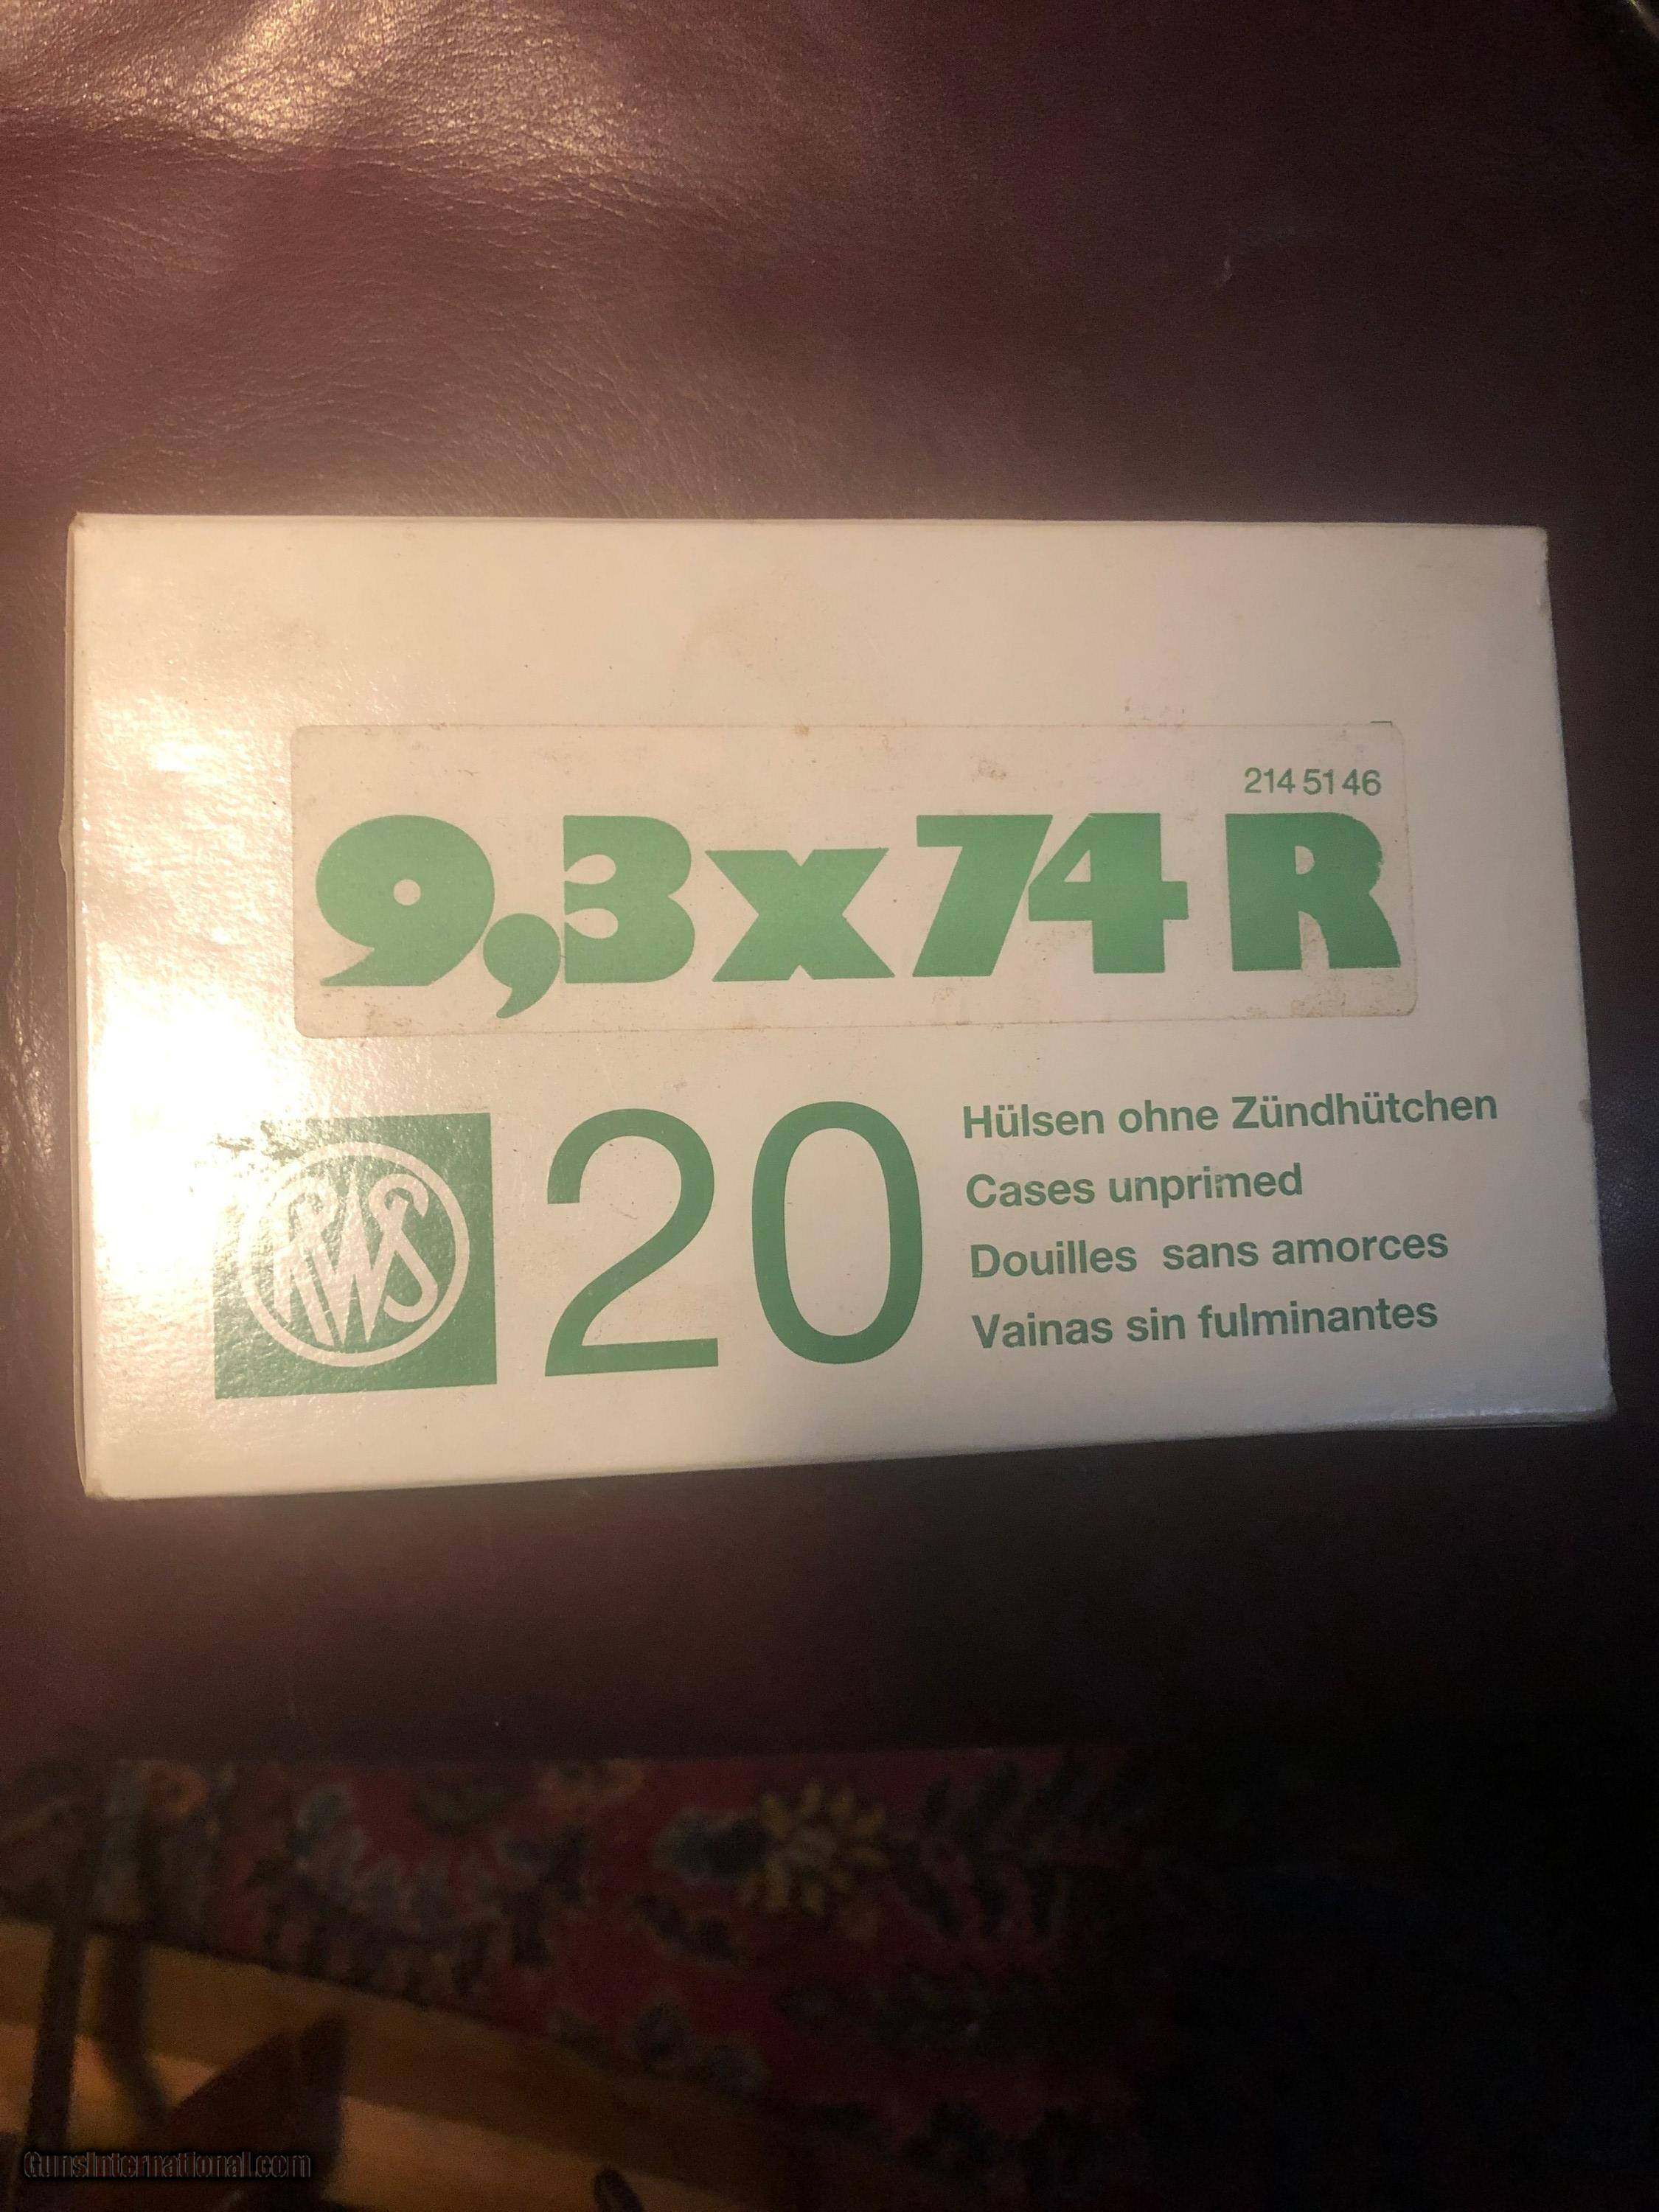 214 51 46
9,3x74 R
RWS
20
Hülsen ohne Zündhütchen
Cases unprimed
Douilles sans amorces
Vainas sin fulminantes
GunsInternational.com